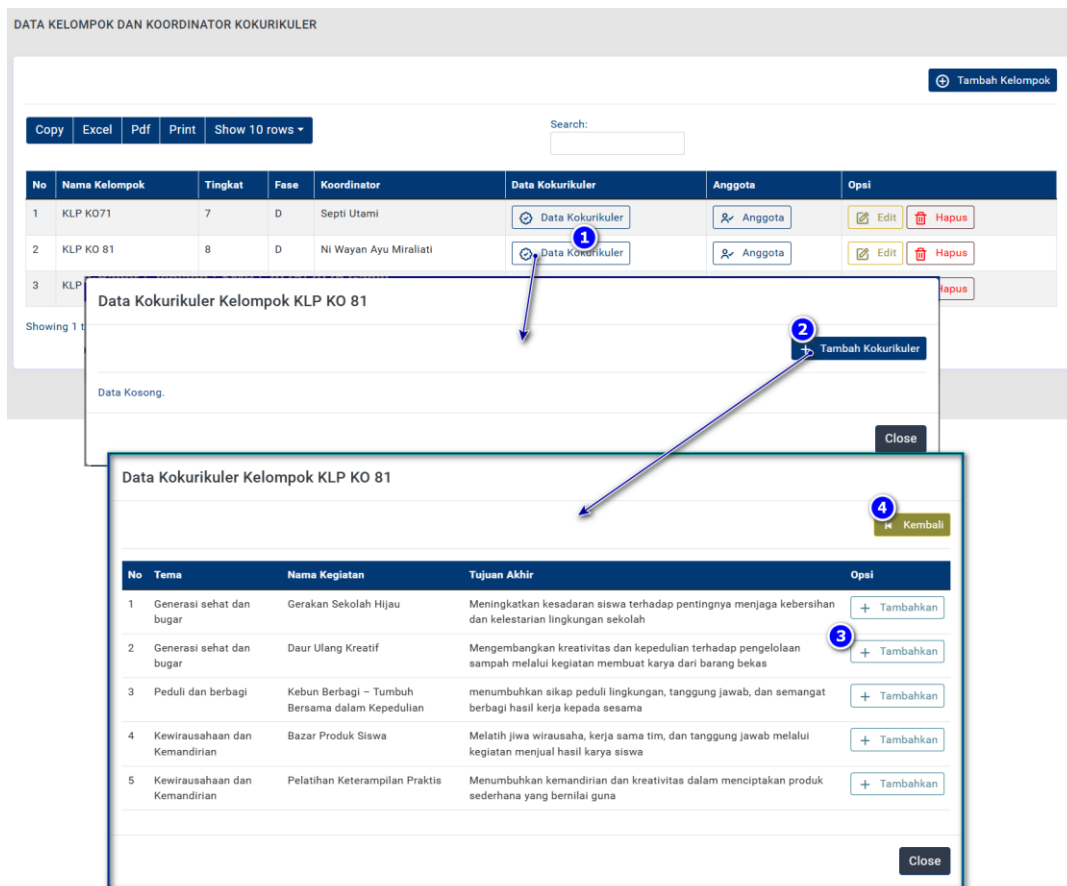 DATA KELOMPOK DAN KOORDINATOR KOKURIKULER
Tambah Kelompok
Copy Excel Pdf Print Show 10 rows
Search:
No Nama Kelompok Tingkat Fase Koordinator Data Kokurikuler Anggota Opsi
1 KLP KO71 7 D Septi Utami Data Kokurikuler Anggota Edit Hapus
1
2 KLP KO 81 8 D Ni Wayan Ayu Miraliati Data Kokurikuler Anggota Edit Hapus
3 KLP Hapus
Showing 1 t
Data Kokurikuler Kelompok KLP KO 81
2
+ Tambah Kokurikuler
Data Kosong.
Close
Data Kokurikuler Kelompok KLP KO 81
4
Kembali
No Tema Nama Kegiatan Tujuan Akhir Opsi
1 Generasi sehat dan Gerakan Sekolah Hijau Meningkatkan kesadaran siswa terhadap pentingnya menjaga kebersihan + Tambahkan
bugar dan kelestarian lingkungan sekolah
3
2 Generasi sehat dan Daur Ulang Kreatif Mengembangkan kreativitas dan kepedulian terhadap pengelolaan + Tambahkan
bugar sampah melalui kegiatan membuat karya dari barang bekas
3 Peduli dan berbagi Kebun Berbagi – Tumbuh menumbuhkan sikap peduli lingkungan, tanggung jawab, dan semangat + Tambahkan
Bersama dalam Kepedulian berbagi hasil kerja kepada sesama
4 Kewirausahaan dan Bazar Produk Siswa Melatih jiwa wirausaha, kerja sama tim, dan tanggung jawab melalui + Tambahkan
Kemandirian kegiatan menjual hasil karya siswa
5 Kewirausahaan dan Pelatihan Keterampilan Praktis Menumbuhkan kemandirian dan kreativitas dalam menciptakan produk + Tambahkan
Kemandirian sederhana yang bernilai guna
Close